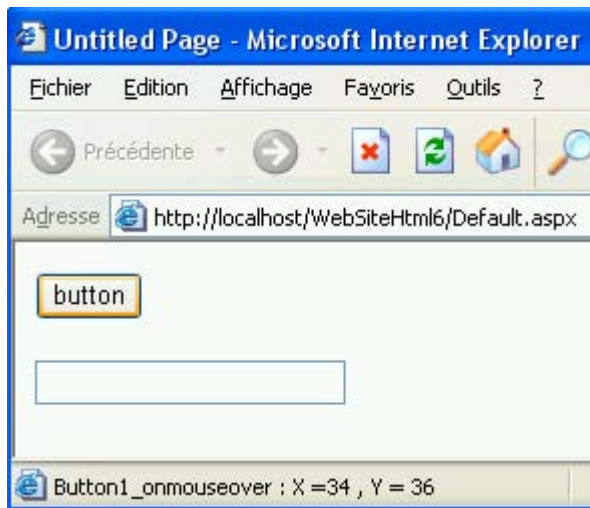 Untitled Page - Microsoft Internet Explorer
Fichier Edition Affichage Favoris Outils ?
Précédente
Adresse http://localhost/WebSiteHtml6/Default.aspx
button
Button1_onmouseover : X =34 , Y = 36